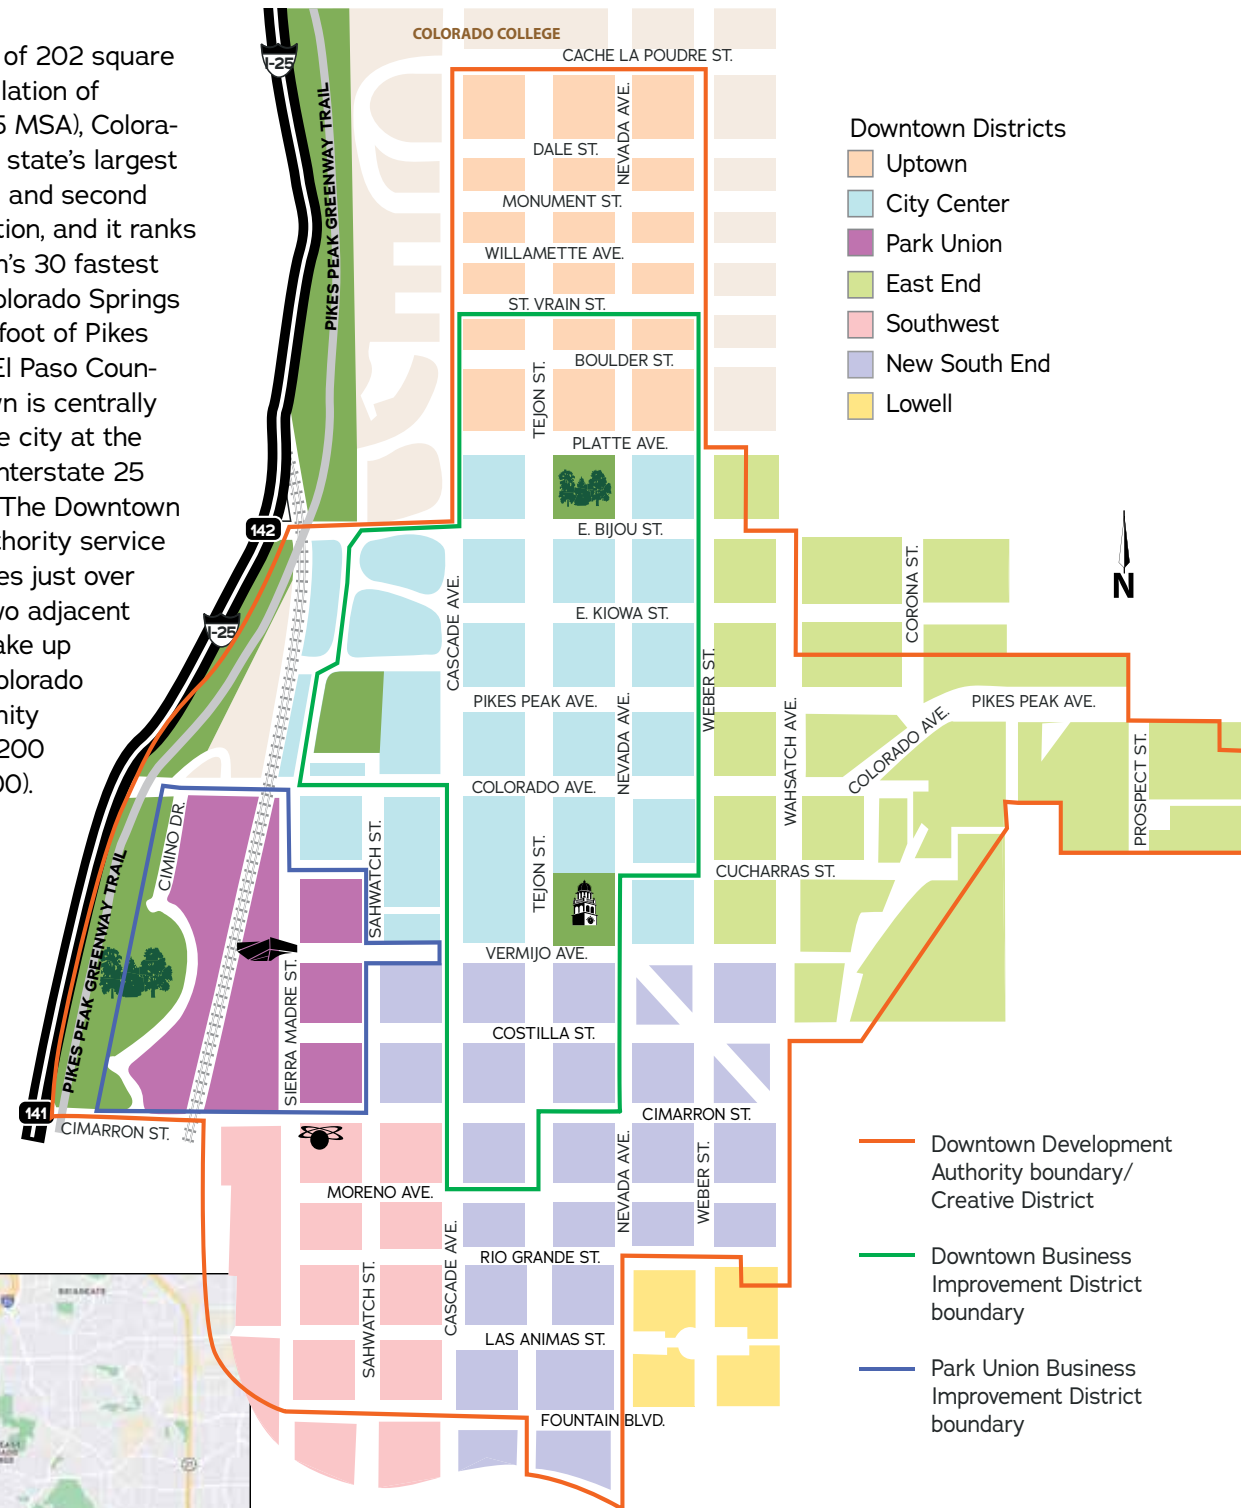 of 202 square
lation of
5 MSA), Colora-
state's largest
and second
tion, and it ranks
n's 30 fastest
olorado Springs
foot of Pikes
El Paso Coun-
wn is centrally
e city at the
nterstate 25
The Downtown
thority service
es just over
wo adjacent
ake up
olorado
nity
200
00).
COLORADO COLLEGE
CACHE LA POUDRE ST.
I-25
PIKES PEAK GREENWAY TRAIL
NEVADA AVE.
DALE ST.
MONUMENT ST.
WILLAMETTE AVE.
ST. VRAIN ST.
BOULDER ST.
TEJON ST.
PLATTE AVE.
142
E. BIJOU ST.
I-25
CASCADE AVE.
E. KIOWA ST.
CORONA ST.
WEBER ST.
PIKES PEAK AVE.
NEVADA AVE.
WAHSATCH AVE.
COLORADO AVE.
PIKES PEAK AVE.
PROSPECT ST.
COLORADO AVE.
CIMINO DR.
SAHWATCH ST.
TEJON ST.
CUCHARRAS ST.
PIKES PEAK GREENWAY TRAIL
VERMIJO AVE.
SIERRA MADRE ST.
COSTILLA ST.
141
CIMARRON ST.
CIMARRON ST.
NEVADA AVE.
WEBER ST.
MORENO AVE.
CASCADE AVE.
RIO GRANDE ST.
SAHWATCH ST.
LAS ANIMAS ST.
FOUNTAIN BLVD.
Downtown Districts
Uptown
City Center
Park Union
East End
Southwest
New South End
Lowell
N
Downtown Development
Authority boundary/
Creative District
Downtown Business
Improvement District
boundary
Park Union Business
Improvement District
boundary
BRIARGATE